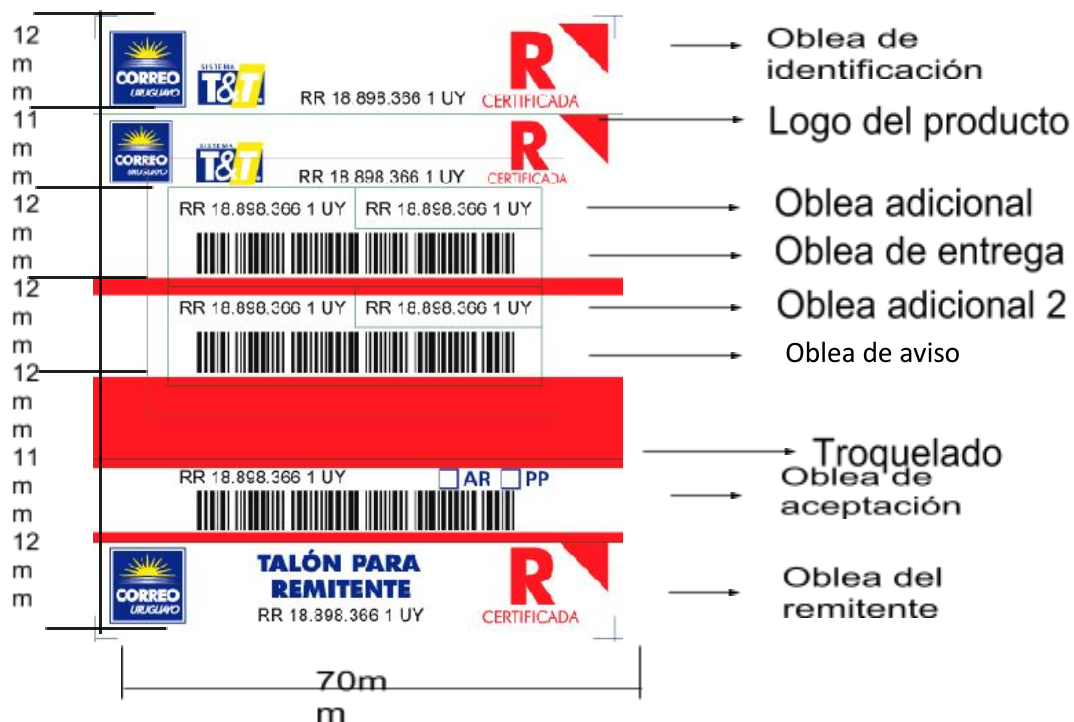 12
m
m
CORREO
URUGUAYO
SISTEMA
T&T
RR 18.898.366 1 UY
R
CERTIFICADA
Oblea de
identificación
11
m
m
CORREO
URUGUAYO
SISTEMA
T&T
RR 18.898.366 1 UY
R
CERTIFICADA
Logo del producto
12
m
m
RR 18.898.366 1 UY
RR 18.898.366 1 UY
Oblea adicional
Oblea de entrega
12
m
m
RR 18.898.366 1 UY
RR 18.898.366 1 UY
Oblea adicional 2
Oblea de aviso
12
m
m
Troquelado
11
m
m
RR 18.898.366 1 UY
AR
PP
Oblea de
aceptación
12
m
m
CORREO
URUGUAYO
TALÓN PARA
REMITENTE
RR 18.898.366 1 UY
R
CERTIFICADA
Oblea del
remitente
70m
m